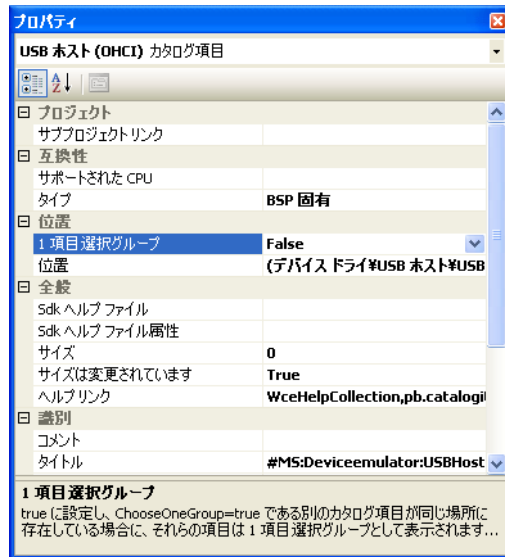 プロパティ
USB ホスト (OHCI) カタログ項目
プロジェクト
サブプロジェクトリンク
互換性
サポートされた CPU
タイプ BSP 固有
位置
1 項目選択グループ False
位置 (デバイス ドライ¥USB ホスト¥USB
全般
Sdk ヘルプ ファイル
Sdk ヘルプ ファイル属性
サイズ 0
サイズは変更されています True
ヘルプ リンク WceHelpCollection,pb.catalogi
識別
コメント
タイトル #MS:Deviceemulator:USBHost
1 項目選択グループ
true に設定し、ChooseOneGroup=true である別のカタログ項目が同じ場所に
存在している場合に、それらの項目は 1 項目選択グループとして表示されます...